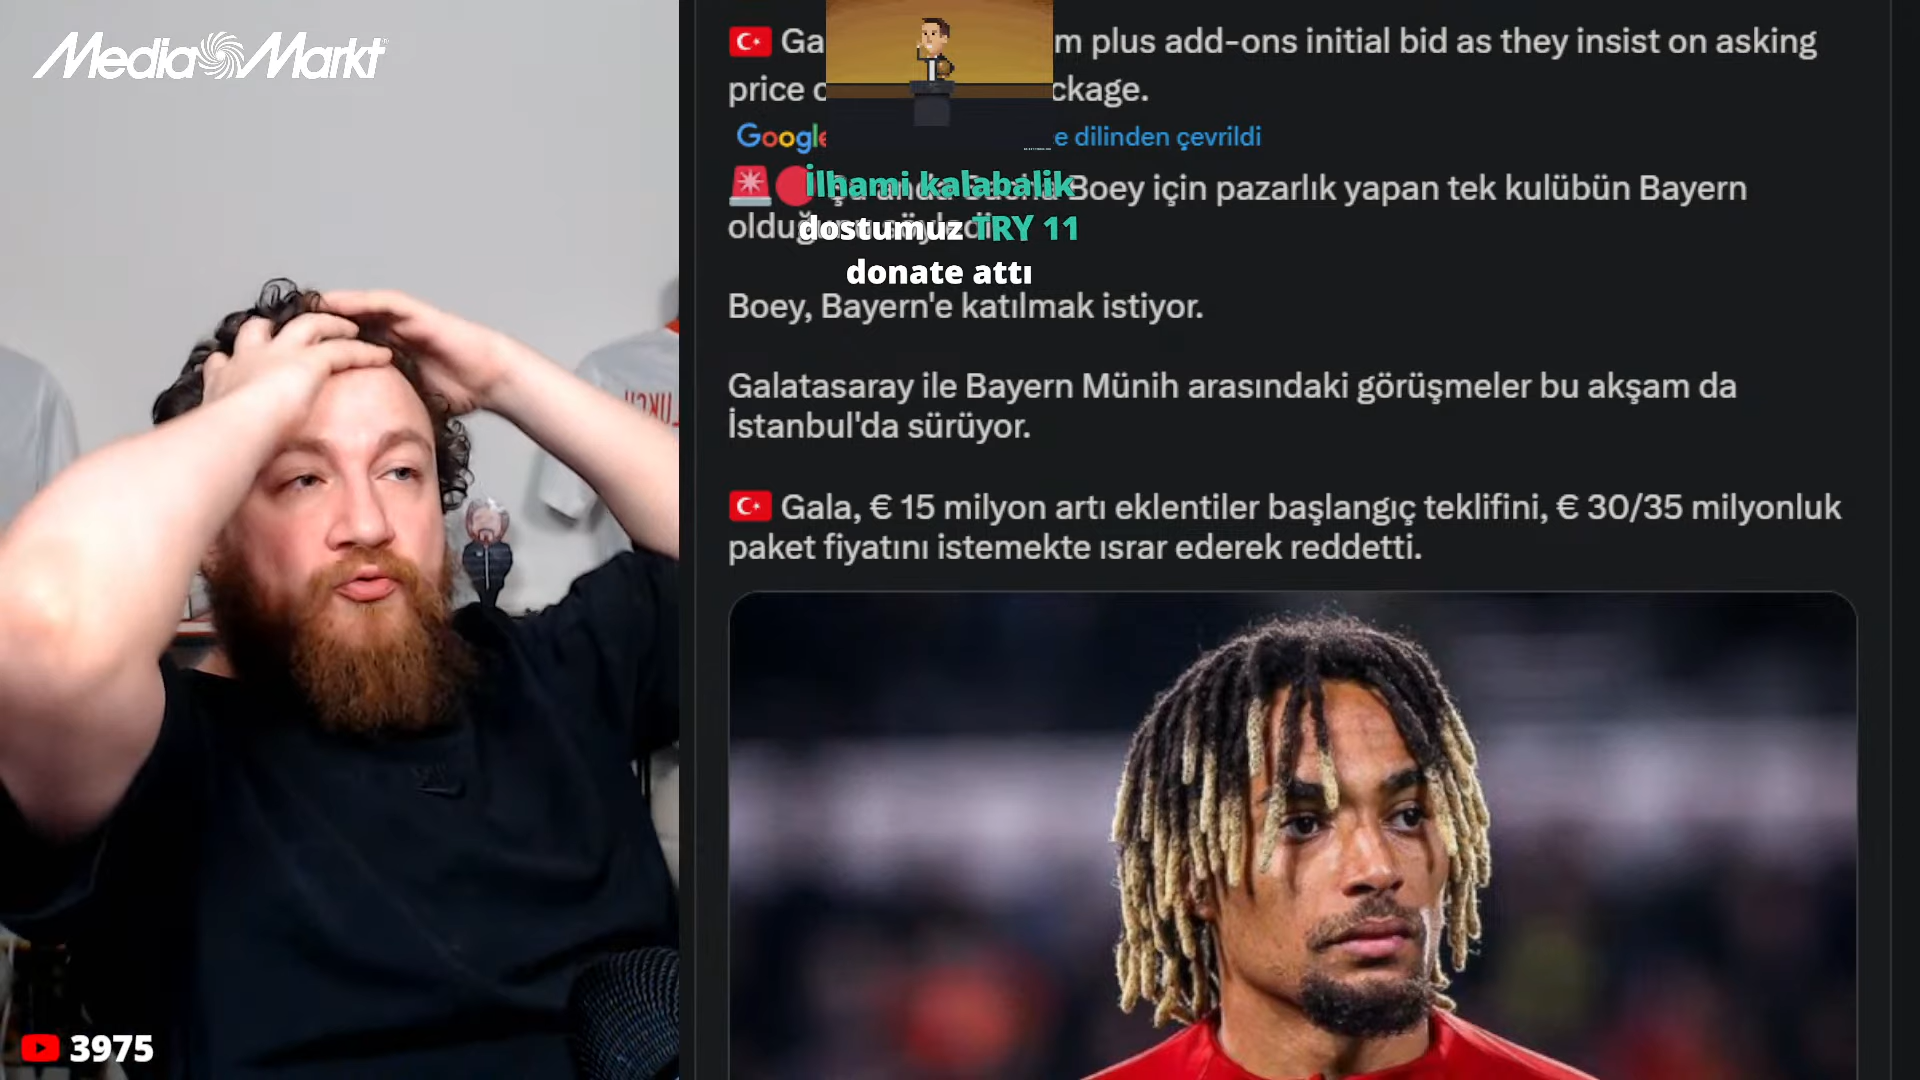 MediaMarkt
Ga m plus add-ons initial bid as they insist on asking
price ckage.
Google e dilinden çevrildi
İlhami kalabalik
Boey için pazarlık yapan tek kulübün Bayern
dostumuz TRY 11
donate attı
Boey, Bayern'e katılmak istiyor.
Galatasaray ile Bayern Münih arasındaki görüşmeler bu akşam da
İstanbul'da sürüyor.
Gala, € 15 milyon artı eklentiler başlangıç teklifini, € 30/35 milyonluk
paket fiyatını istemekte ısrar ederek reddetti.
3975